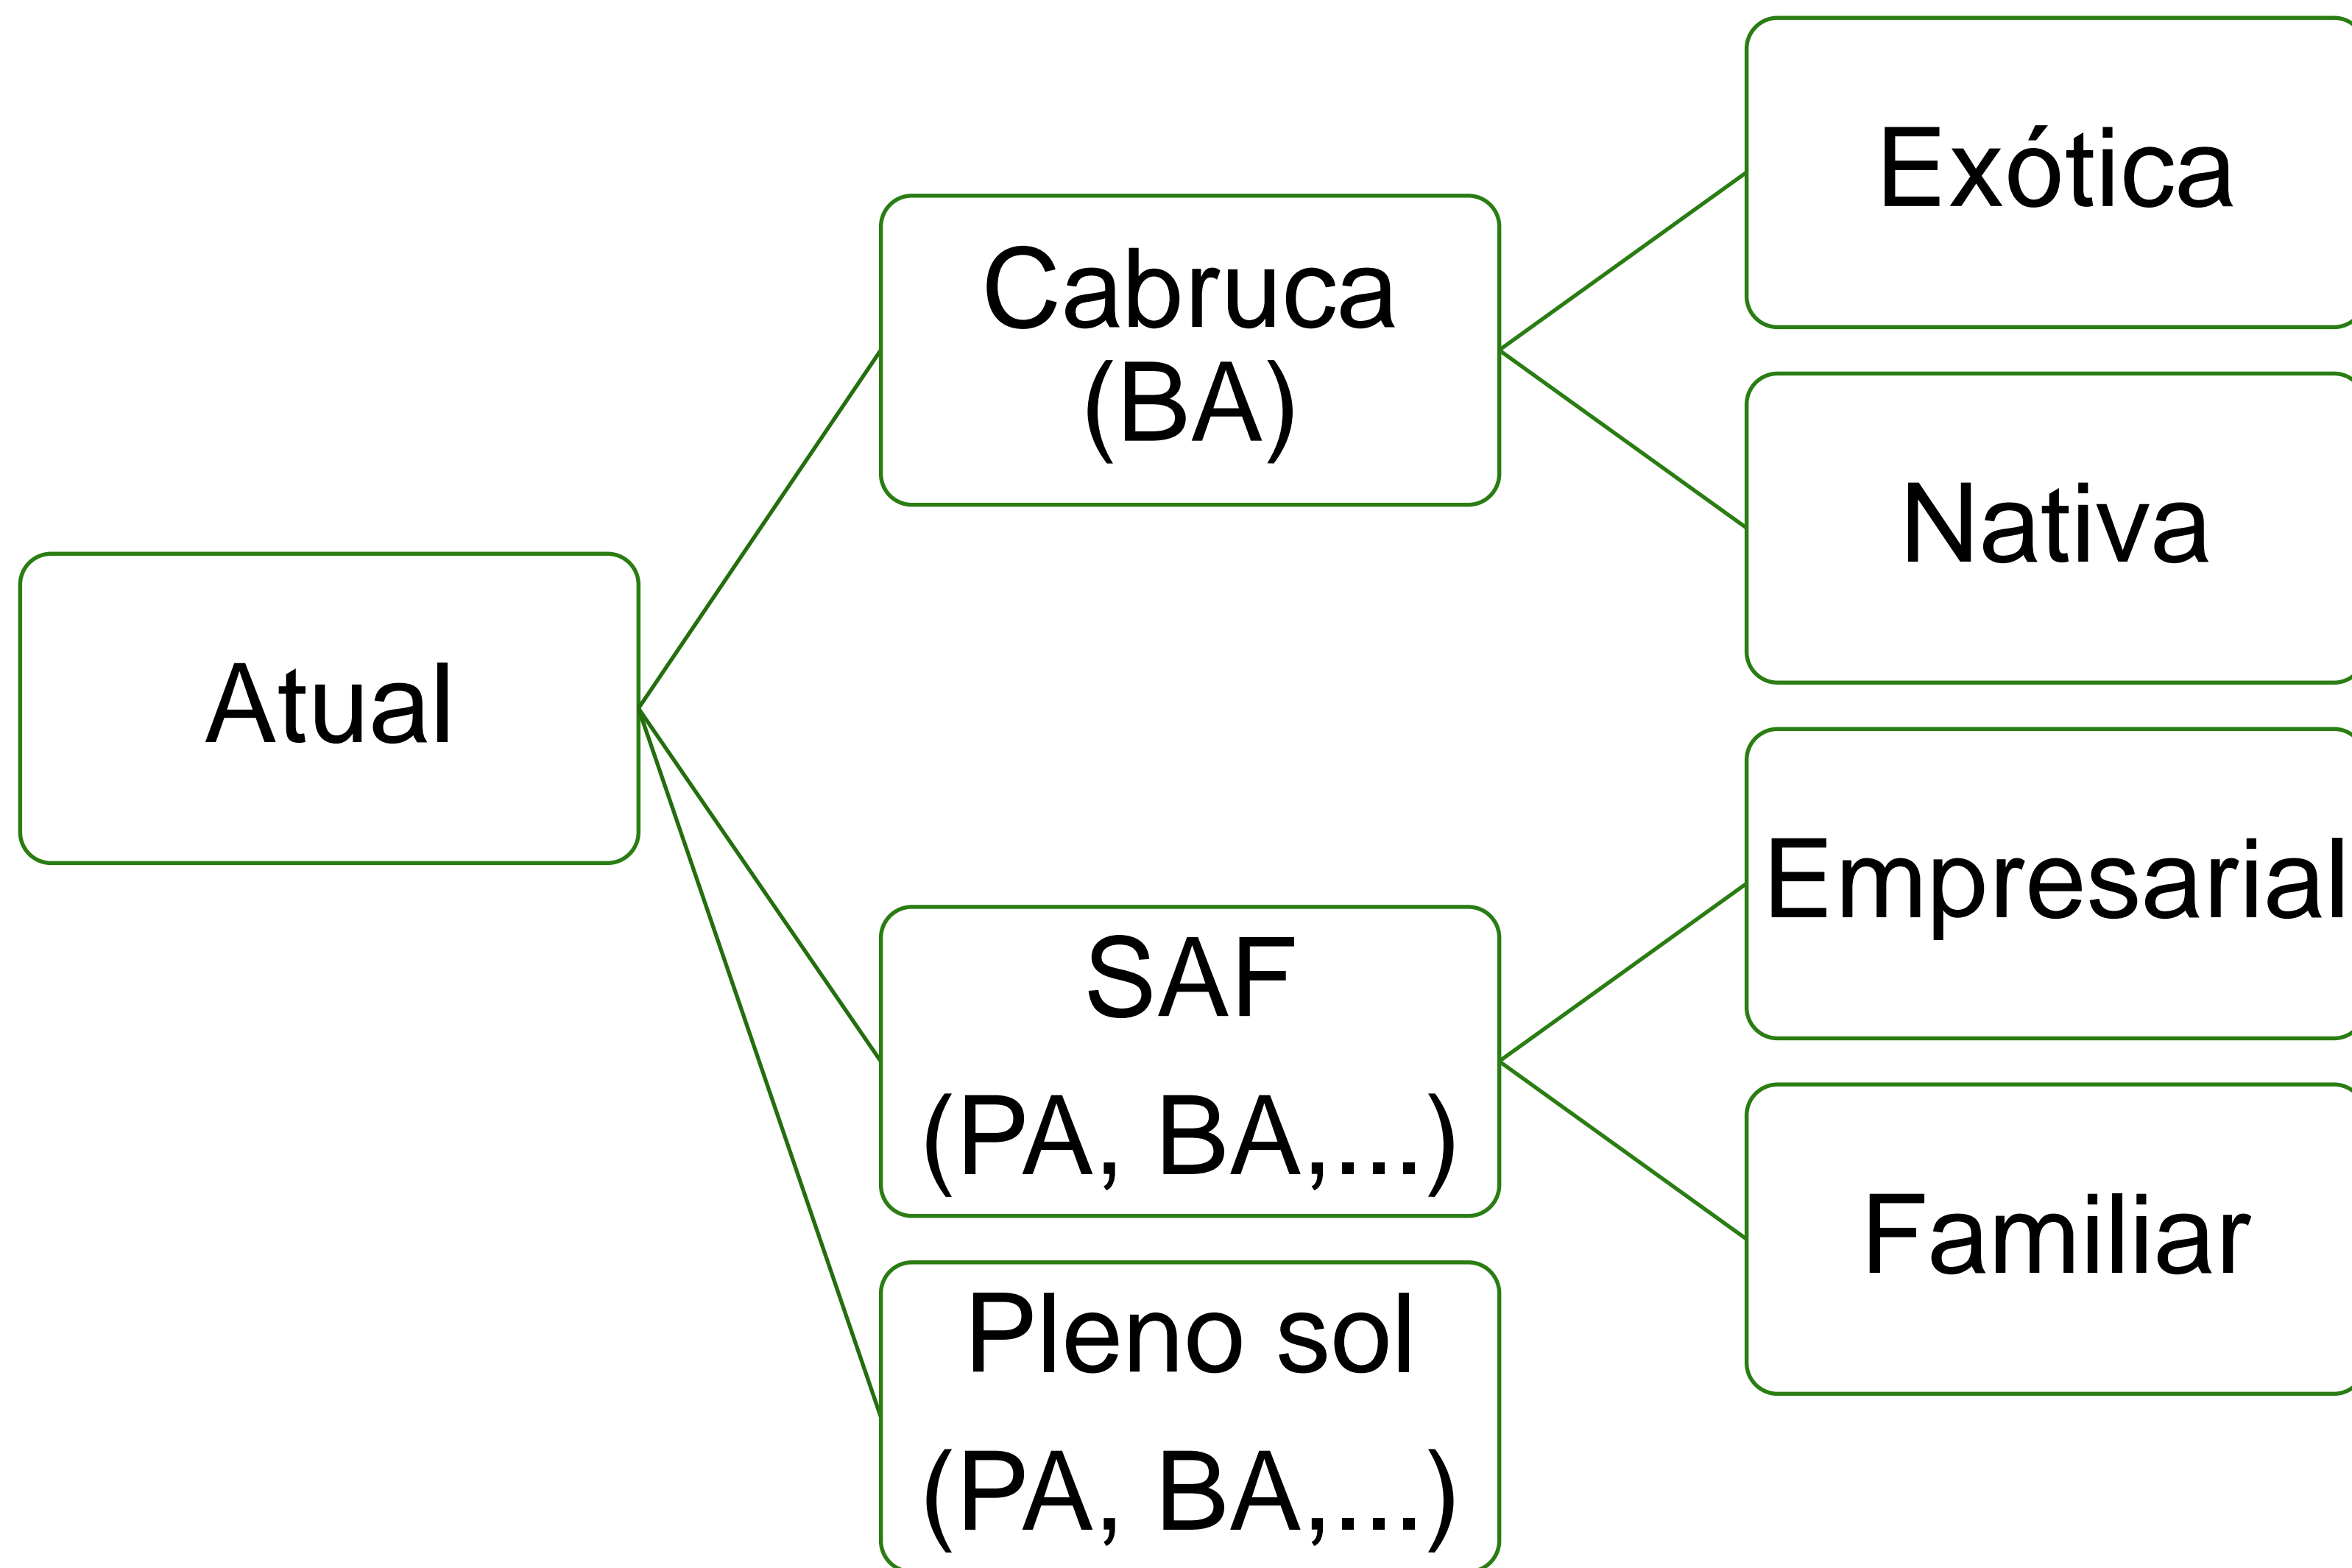 Atual
Cabruca
(BA)
Exótica
Nativa
SAF
(PA, BA,...)
Empresarial
Familiar
Pleno sol
(PA, BA,...)